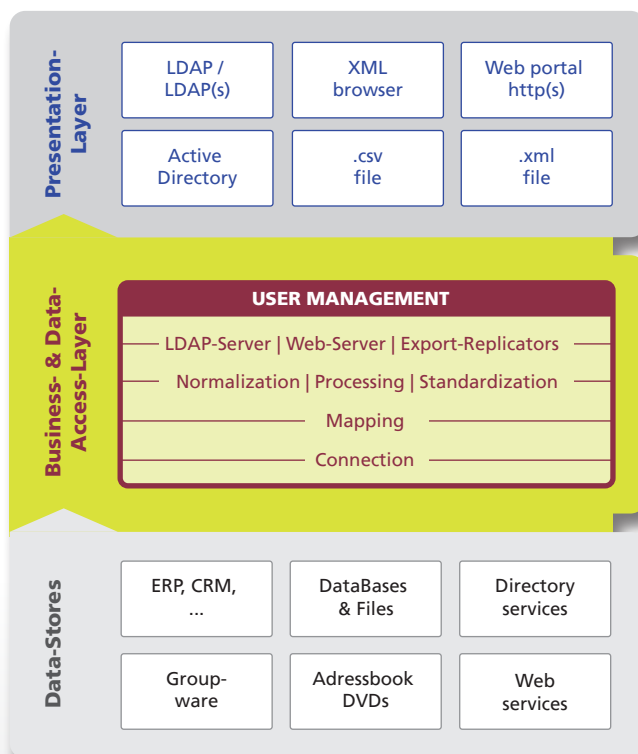 Presentation-
Layer
LDAP /
LDAP(s)
XML
browser
Web portal
http(s)
Active
Directory
.csv
file
.xml
file
Business- & Data-
Access-Layer
USER MANAGEMENT
LDAP-Server | Web-Server | Export-Replicators
Normalization | Processing | Standardization
Mapping
Connection
Data-Stores
ERP, CRM,
...
DataBases
& Files
Directory
services
Group-
ware
Adressbook
DVDs
Web
services